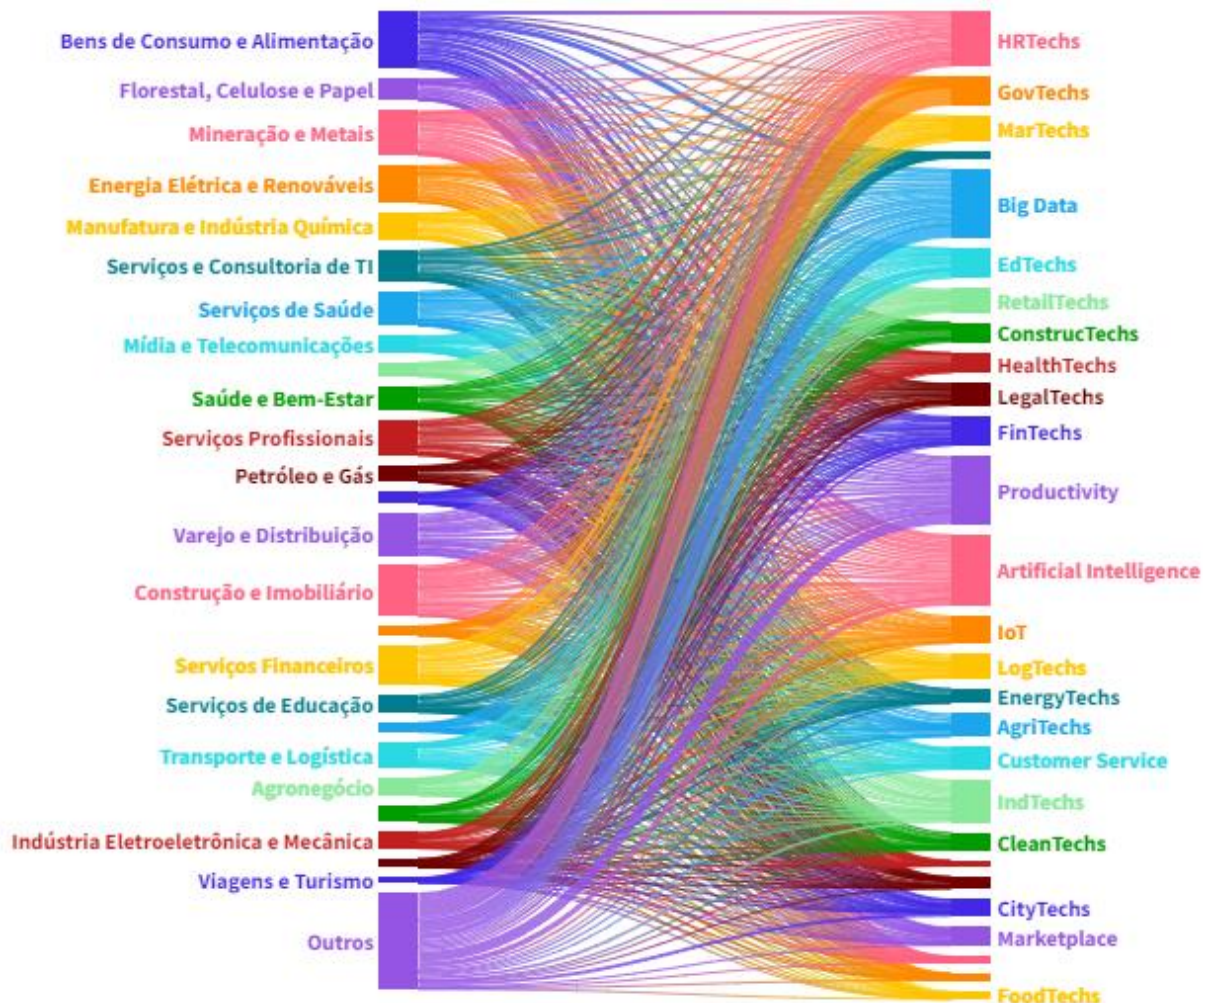 Bens de Consumo e Alimentação
Florestal, Celulose e Papel
Mineração e Metais
Energia Elétrica e Renováveis
Manufatura e Indústria Química
Serviços e Consultoria de TI
Serviços de Saúde
Mídia e Telecomunicações
Saúde e Bem-Estar
Serviços Profissionais
Petróleo e Gás
Varejo e Distribuição
Construção e Imobiliário
Serviços Financeiros
Serviços de Educação
Transporte e Logística
Agronegócio
Indústria Eletroeletrônica e Mecânica
Viagens e Turismo
Outros
HRTechs
GovTechs
MarTechs
Big Data
EdTechs
RetailTechs
ConstrucTechs
HealthTechs
LegalTechs
FinTechs
Productivity
Artificial Intelligence
IoT
LogTechs
EnergyTechs
AgriTechs
Customer Service
IndTechs
CleanTechs
CityTechs
Marketplace
FoodTechs